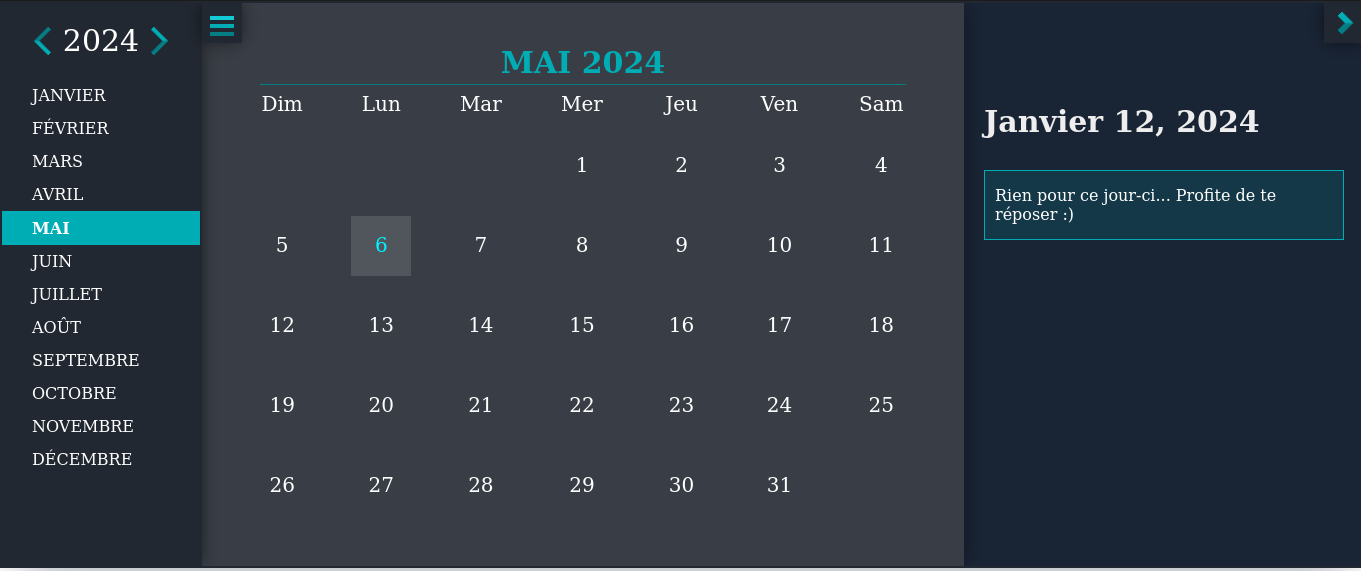 2024
JANVIER
FÉVRIER
MARS
AVRIL
MAI
JUIN
JUILLET
AOÛT
SEPTEMBRE
OCTOBRE
NOVEMBRE
DÉCEMBRE
MAI 2024
Dim Lun Mar Mer Jeu Ven Sam
1 2 3 4
5 6 7 8 9 10 11
12 13 14 15 16 17 18
19 20 21 22 23 24 25
26 27 28 29 30 31
Janvier 12, 2024
Rien pour ce jour-ci... Profite de te
réposer :)